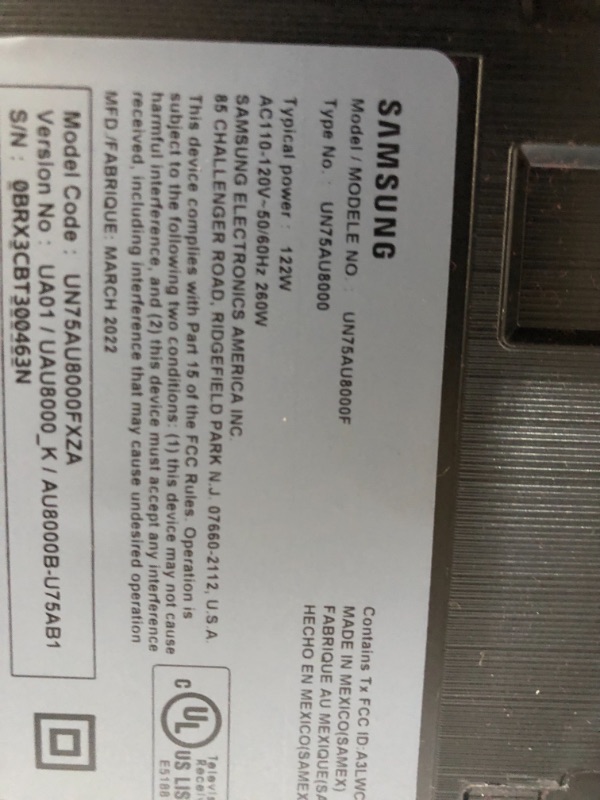 SAMSUNG
Model / MODELE NO. : UN75AU8000F
Type No. : UN75AU8000
Typical power : 122W
AC110-120V~50/60Hz 260W
SAMSUNG ELECTRONICS AMERICA INC.
85 CHALLENGER ROAD, RIDGEFIELD PARK N.J. 07660-2112, U.S.A.
This device complies with Part 15 of the FCC Rules. Operation is
subject to the following two conditions: (1) this device may not cause
harmful interference, and (2) this device must accept any interference
received, including interference that may cause undesired operation
MFD /FABRIQUE: MARCH 2022
Model Code : UN75AU8000FXZA
Version No : UA01 / UAU8000_K / AU8000B-U75AB1
S/N : 0BRX3CBT300463N
Contains Tx FCC ID:A3LWC
MADE IN MEXICO(SAMEX)
FABRIQUE AU MEXIQUE(SA
HECHO EN MEXICO(SAMEX
C UL US LIS
Televi
Recei
E5188